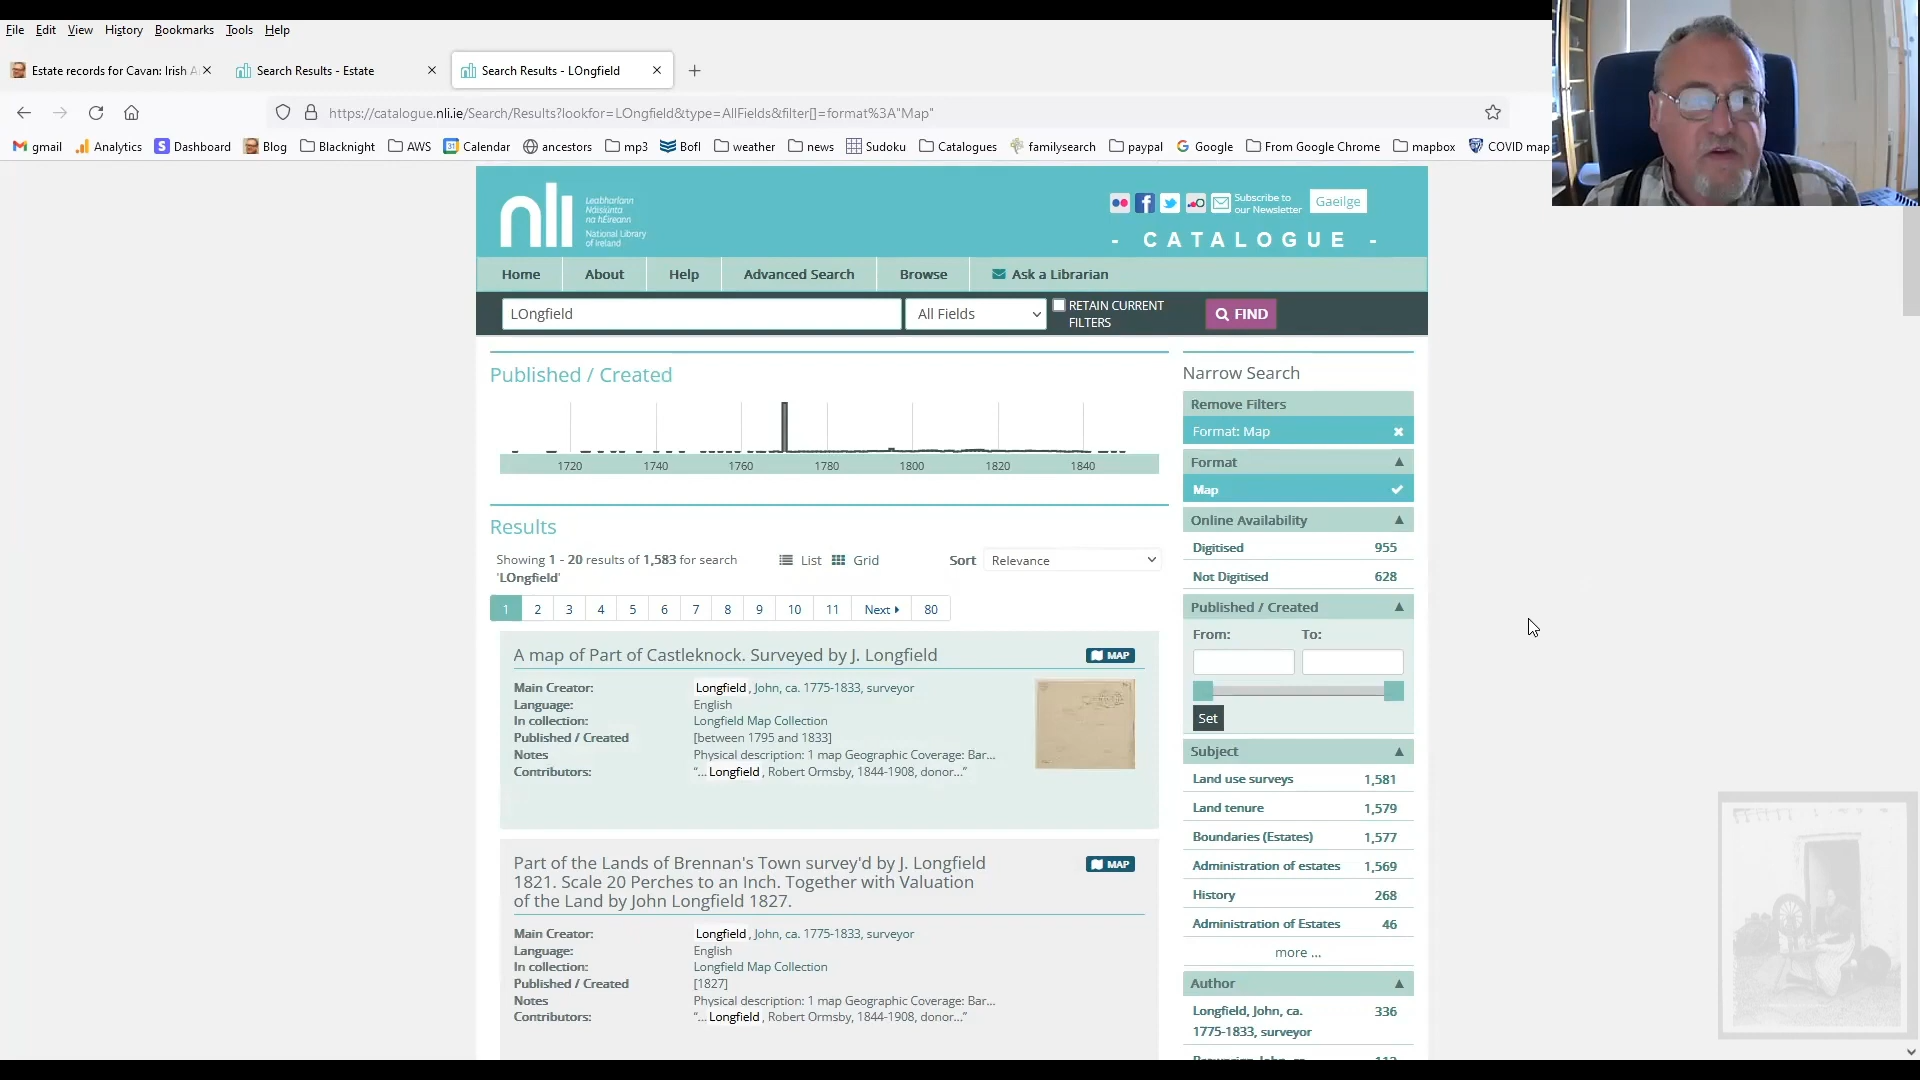 File Edit View History Bookmarks Tools Help
Estate records for Cavan: Irish A
Search Results - Estate
Search Results - LOngfield
https://catalogue.nli.ie/Search/Results?lookfor=LOngfield&type=AllFields&filter[]=format%3A"Map"
gmail Analytics Dashboard Blog Blacknight AWS Calendar ancestors mp3 BofI weather news Sudoku Catalogues familysearch paypal Google From Google Chrome mapbox COVID map
nli
Leabharlann
Náisiúnta
na hÉireann
National Library
of Ireland
Subscribe to
our Newsletter
Gaeilge
- CATALOGUE -
Home About Help Advanced Search Browse Ask a Librarian
LOngfield All Fields RETAIN CURRENT
FILTERS
FIND
Published / Created
1720 1740 1760 1780 1800 1820 1840
Results
Showing 1 - 20 results of 1,583 for search
'LOngfield'
List Grid Sort Relevance
1 2 3 4 5 6 7 8 9 10 11 Next 80
A map of Part of Castleknock. Surveyed by J. Longfield
MAP
Main Creator: Longfield, John, ca. 1775-1833, surveyor
Language: English
In collection: Longfield Map Collection
Published / Created [between 1795 and 1833]
Notes Physical description: 1 map Geographic Coverage: Bar...
Contributors: "... Longfield, Robert Ormsby, 1844-1908, donor..."
Part of the Lands of Brennan's Town survey'd by J. Longfield
1821. Scale 20 Perches to an Inch. Together with Valuation
of the Land by John Longfield 1827.
MAP
Main Creator: Longfield, John, ca. 1775-1833, surveyor
Language: English
In collection: Longfield Map Collection
Published / Created [1827]
Notes Physical description: 1 map Geographic Coverage: Bar...
Contributors: "... Longfield, Robert Ormsby, 1844-1908, donor..."
Narrow Search
Remove Filters
Format: Map
Format
Map
Online Availability
Digitised 955
Not Digitised 628
Published / Created
From: To:
Set
Subject
Land use surveys 1,581
Land tenure 1,579
Boundaries (Estates) 1,577
Administration of estates 1,569
History 268
Administration of Estates 46
more ...
Author
Longfield, John, ca. 336
1775-1833, surveyor